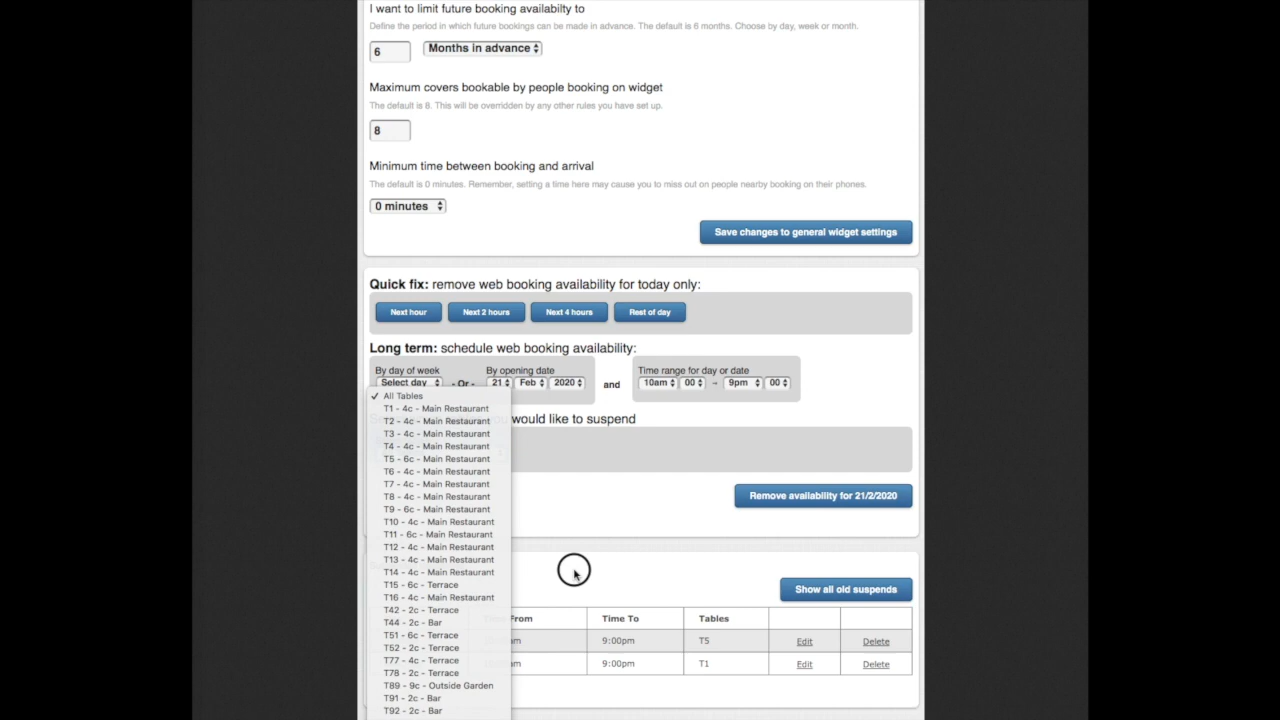 I want to limit future booking availabilty to
Define the period in which future bookings can be made in advance. The default is 6 months. Choose by day, week or month.
6 Months in advance
Maximum covers bookable by people booking on widget
The default is 8. This will be overridden by any other rules you have set up.
8
Minimum time between booking and arrival
The default is 0 minutes. Remember, setting a time here may cause you to miss out on people nearby booking on their phones.
0 minutes
Save changes to general widget settings
Quick fix: remove web booking availability for today only:
Next hour Next 2 hours Next 4 hours Rest of day
Long term: schedule web booking availability:
By day of week By opening date Time range for day or date
Select day - Or - 21 Feb 2020 and 10am 00 - 9pm 00
✓ All Tables
T1 - 4c - Main Restaurant
T2 - 4c - Main Restaurant would like to suspend
T3 - 4c - Main Restaurant
T4 - 4c - Main Restaurant
T5 - 6c - Main Restaurant
T6 - 4c - Main Restaurant
T7 - 4c - Main Restaurant
T8 - 4c - Main Restaurant
Remove availability for 21/2/2020
T9 - 6c - Main Restaurant
T10 - 4c - Main Restaurant
T11 - 6c - Main Restaurant
T12 - 4c - Main Restaurant
T13 - 4c - Main Restaurant
T14 - 4c - Main Restaurant
T15 - 6c - Terrace
Show all old suspends
T16 - 4c - Main Restaurant
T42 - 2c - Terrace
T44 - 2c - Bar
From Time To Tables
T51 - 6c - Terrace
9:00pm T5 Edit Delete
T52 - 2c - Terrace
T77 - 4c - Terrace
9:00pm T1 Edit Delete
T78 - 2c - Terrace
T89 - 9c - Outside Garden
T91 - 2c - Bar
T92 - 2c - Bar